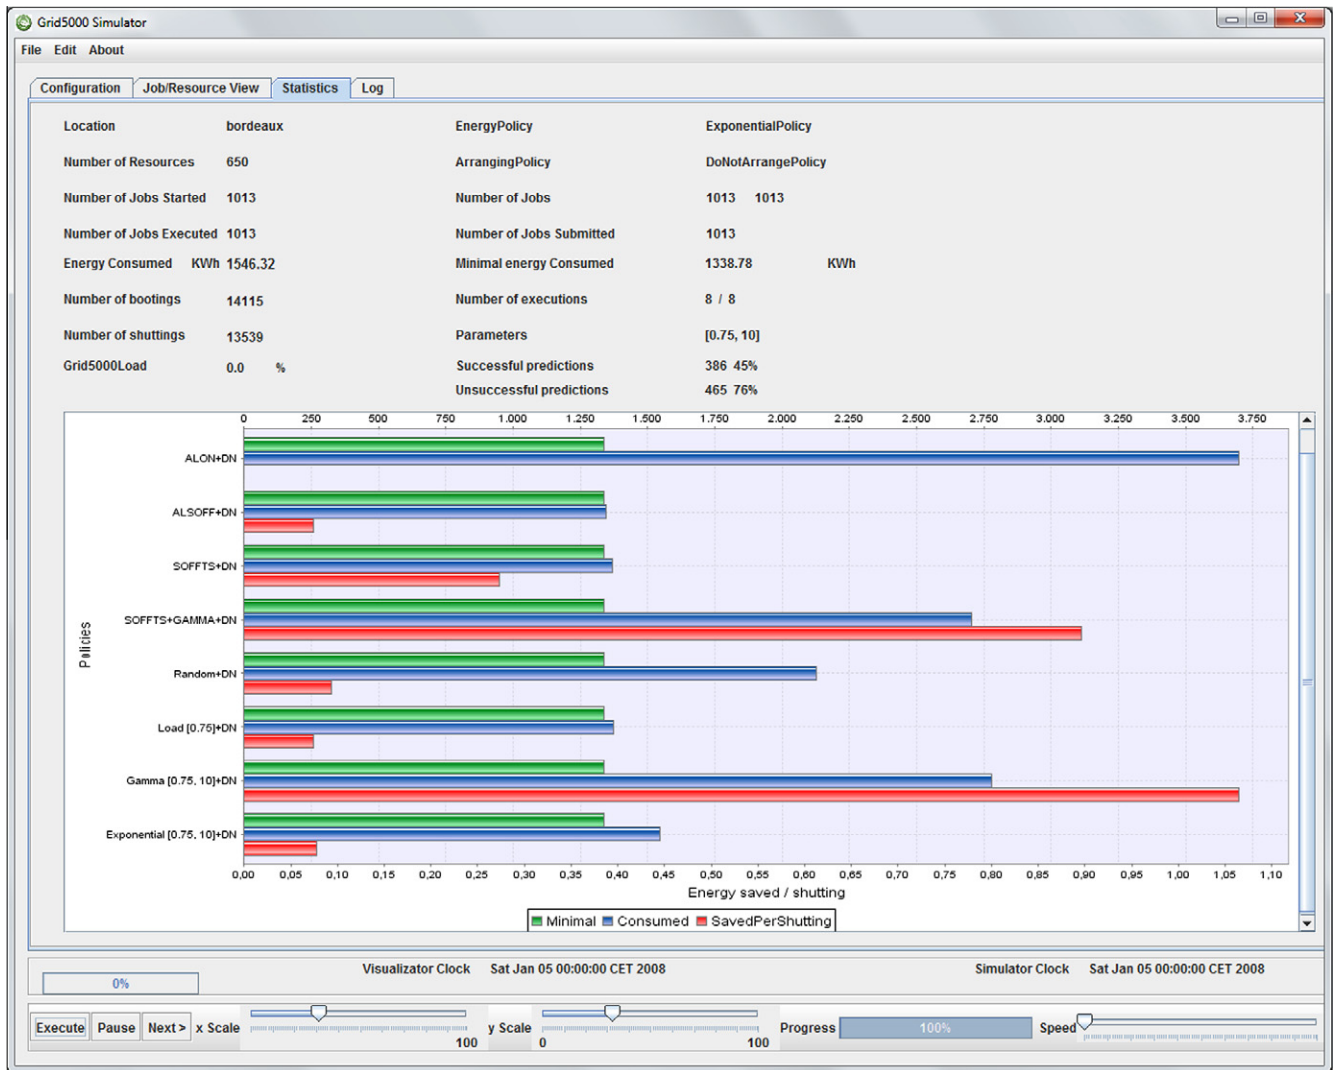 Grid5000 Simulator
File Edit About
Configuration Job/Resource View Statistics Log
Location bordeaux EnergyPolicy ExponentialPolicy
Number of Resources 650 ArrangingPolicy DoNotArrangePolicy
Number of Jobs Started 1013 Number of Jobs 1013 1013
Number of Jobs Executed 1013 Number of Jobs Submitted 1013
Energy Consumed KWh 1546.32 Minimal energy Consumed 1338.78 KWh
Number of bootings 14115 Number of executions 8 / 8
Number of shuttings 13539 Parameters [0.75, 10]
Grid5000Load 0.0 % Successful predictions 386 45%
Unsuccessful predictions 465 76%
0 250 500 750 1.000 1.250 1.500 1.750 2.000 2.250 2.500 2.750 3.000 3.250 3.500 3.750
ALON+DN
ALSOFF+DN
SOFFTS+DN
SOFFTS+GAMMA+DN
Policies
Random+DN
Load [0.75]+DN
Gamma [0.75, 10]+DN
Exponential [0.75, 10]+DN
0,00 0,05 0,10 0,15 0,20 0,25 0,30 0,35 0,40 0,45 0,50 0,55 0,60 0,65 0,70 0,75 0,80 0,85 0,90 0,95 1,00 1,05 1,10
Energy saved / shutting
Minimal Consumed SavedPerShutting
Visualizator Clock Sat Jan 05 00:00:00 CET 2008 Simulator Clock Sat Jan 05 00:00:00 CET 2008
0%
Execute Pause Next > x Scale 100 y Scale 0 100 Progress 100% Speed